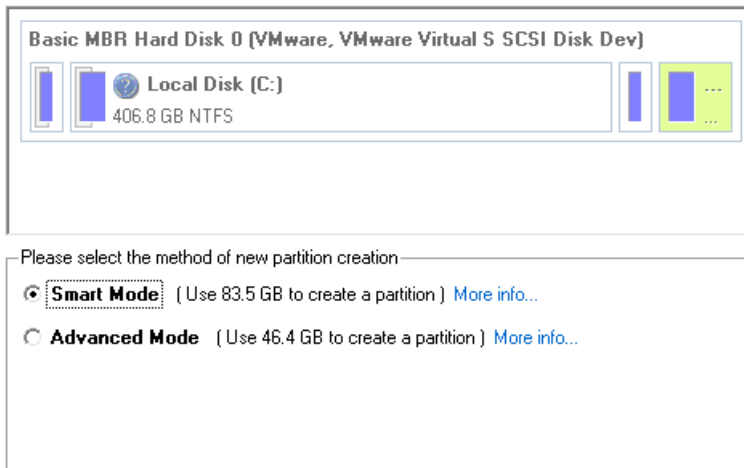 Basic MBR Hard Disk 0 (VMware, VMware Virtual S SCSI Disk Dev)
Local Disk (C:)
406.8 GB NTFS
...
...
Please select the method of new partition creation
Smart Mode ( Use 83.5 GB to create a partition ) More info...
Advanced Mode ( Use 46.4 GB to create a partition ) More info...